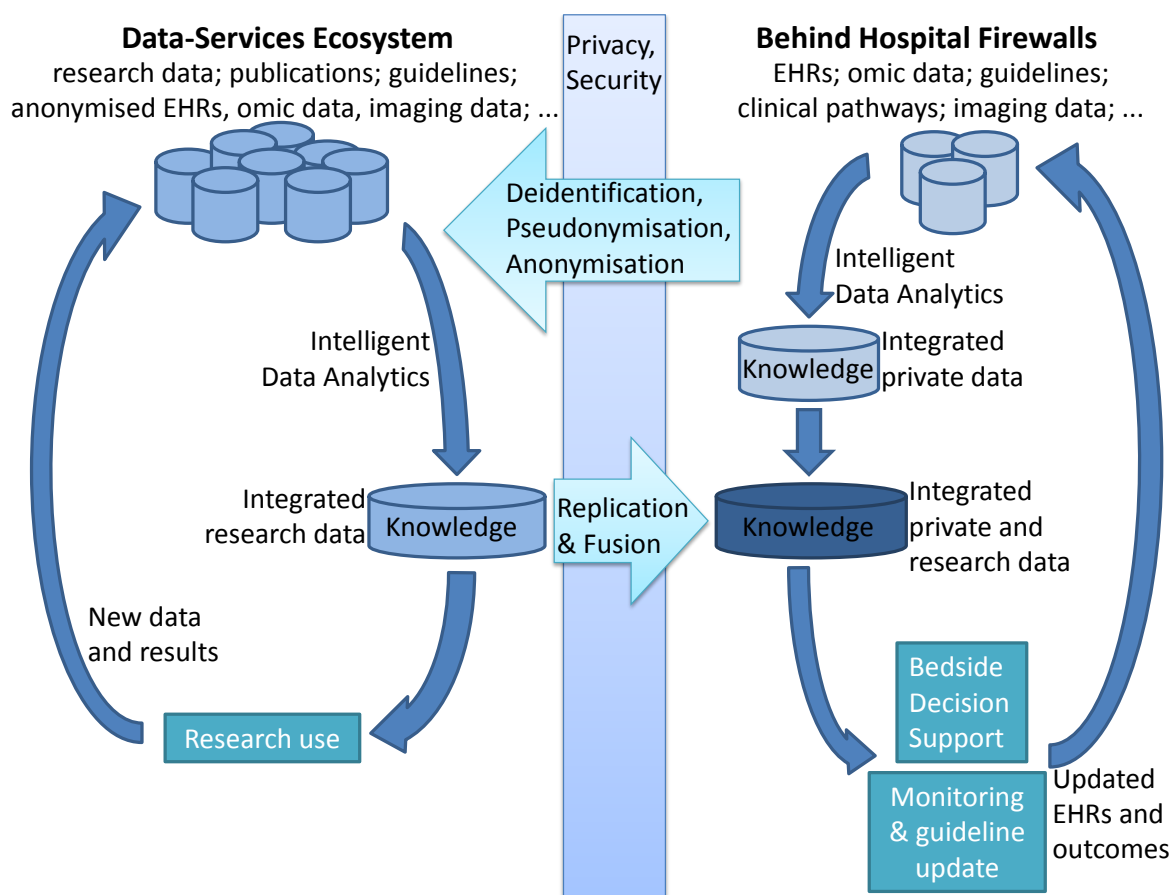 Data-Services Ecosystem
research data; publications; guidelines;
anonymised EHRs, omic data, imaging data; ...
Privacy,
Security
Behind Hospital Firewalls
EHRs; omic data; guidelines;
clinical pathways; imaging data; ...
Deidentification,
Pseudonymisation,
Anonymisation
Intelligent
Data Analytics
Intelligent
Data Analytics
Knowledge
Integrated
private data
Integrated
research data
Knowledge
Replication
& Fusion
Knowledge
Integrated
private and
research data
New data
and results
Research use
Bedside
Decision
Support
Monitoring
& guideline
update
Updated
EHRs and
outcomes